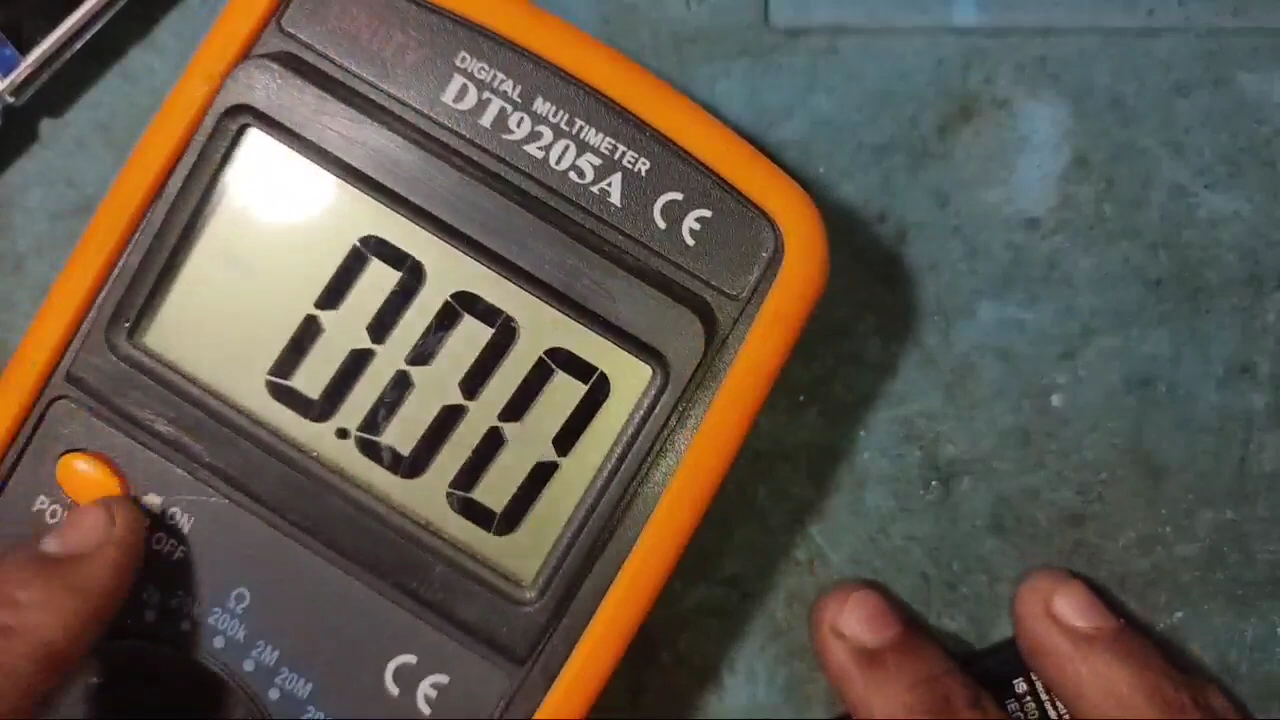 DIGITAL MULTIMETER
DT9205A
CE
0.00
ON
OFF
Ω
200k
2M
20M
CE